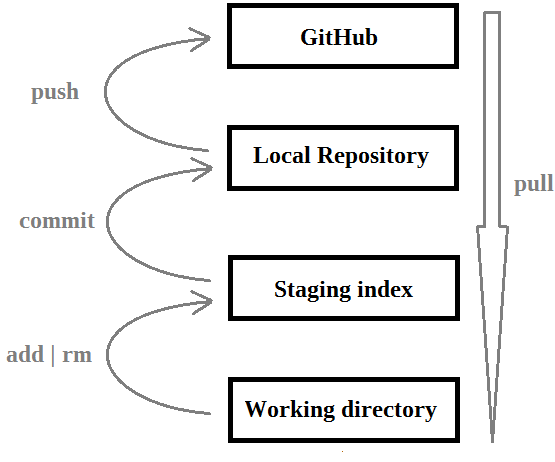 GitHub
push
Local Repository
pull
commit
Staging index
add | rm
Working directory